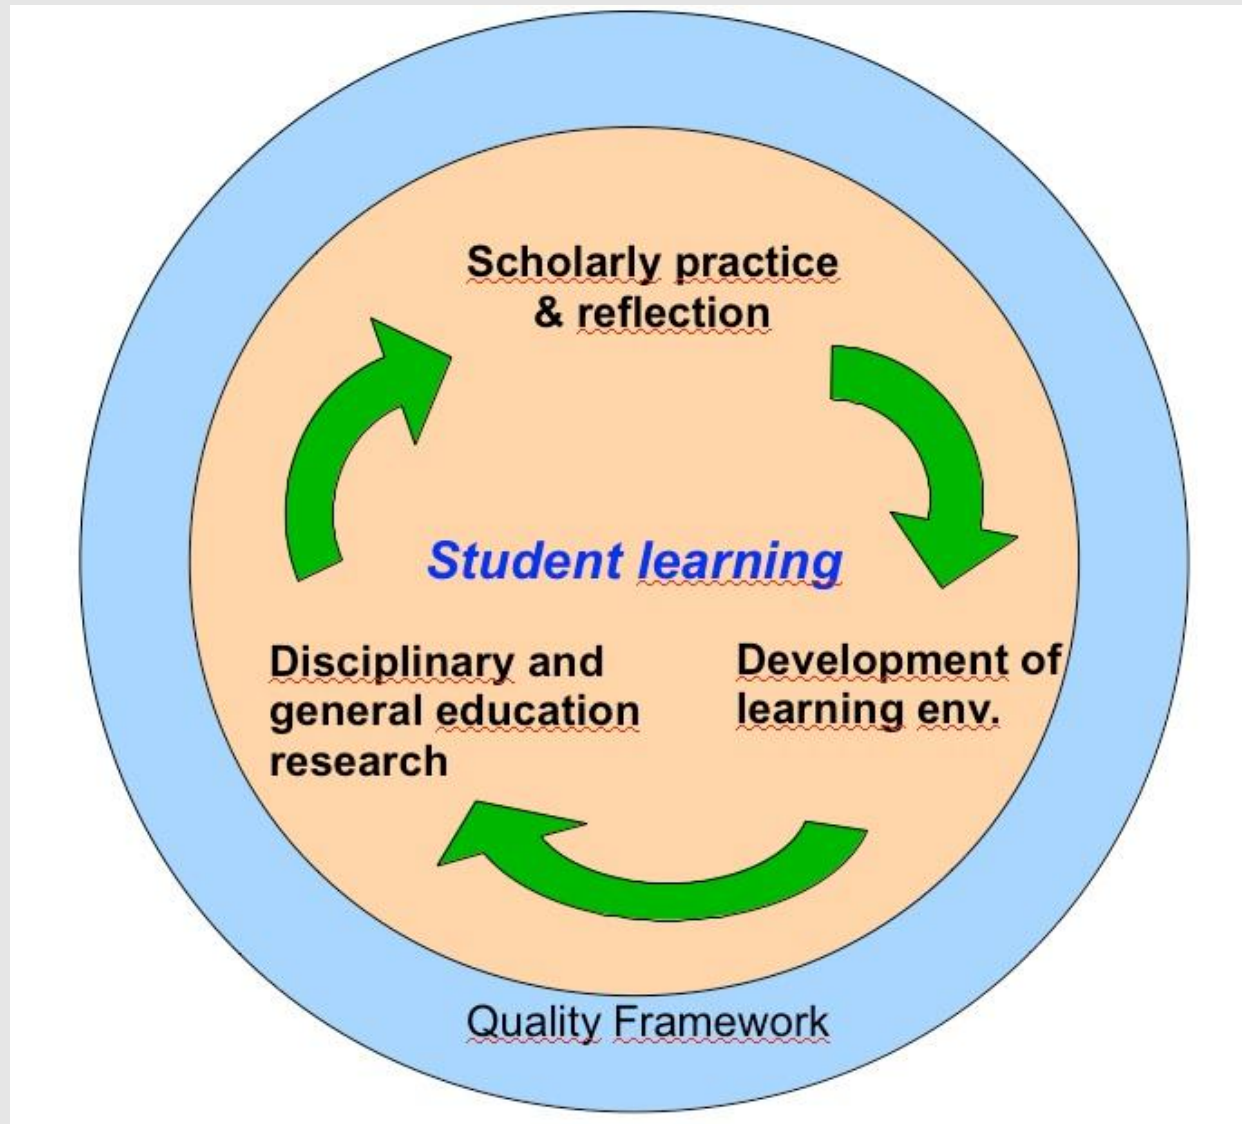 Scholarly practice
& reflection
Student learning
Disciplinary and
general education
research
Development of
learning env.
Quality Framework